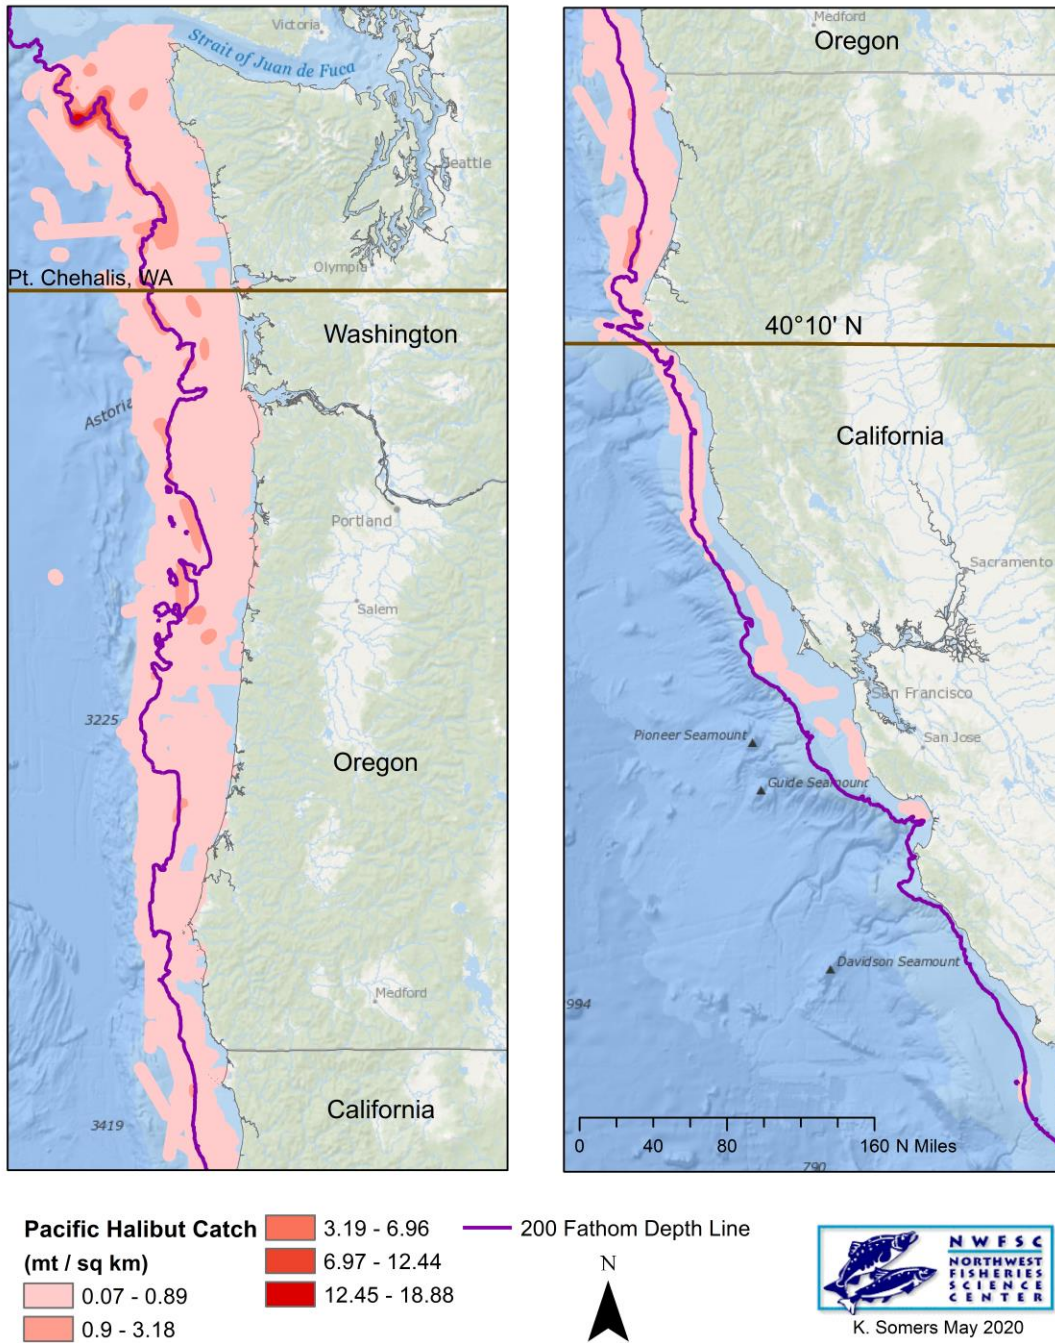 Victoria
Strait of Juan de Fuca
Seattle
Olympia
Pt. Chehalis, WA
Washington
Astoria
Portland
Salem
3225
Oregon
Medford
California
3419
Medford
Oregon
40°10' N
California
Sacramento
San Francisco
San Jose
Pioneer Seamount
Guide Seamount
Davidson Seamount
994
0 40 80 160 N Miles
790
Pacific Halibut Catch
(mt / sq km)
0.07 - 0.89
0.9 - 3.18
3.19 - 6.96
6.97 - 12.44
12.45 - 18.88
200 Fathom Depth Line
N
NWFSC
NORTHWEST
FISHERIES
SCIENCE
CENTER
K. Somers May 2020